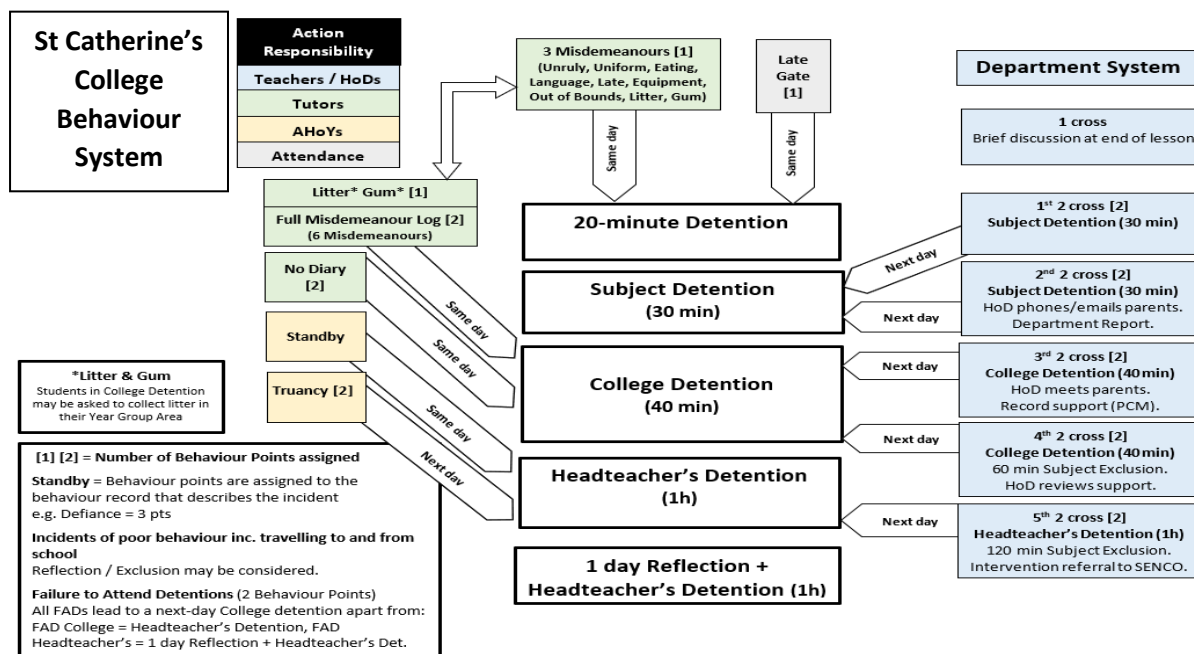 St Catherine’s
College
Behaviour
System
Action
Responsibility
Teachers / HoDs
Tutors
AHoYs
Attendance
3 Misdemeanours [1]
(Unruly, Uniform, Eating,
Language, Late, Equipment,
Out of Bounds, Litter, Gum)
Late
Gate
[1]
Department System
1 cross
Brief discussion at end of lesson
Same day
Same day
Litter* Gum* [1]
Full Misdemeanour Log [2]
(6 Misdemeanours)
No Diary
[2]
Standby
Truancy [2]
Same day
Same day
Same day
Next day
20-minute Detention
Subject Detention
(30 min)
College Detention
(40 min)
Headteacher’s Detention
(1h)
1 day Reflection +
Headteacher’s Detention (1h)
Next day
Next day
Next day
Next day
Next day
1st 2 cross [2]
Subject Detention (30 min)
2nd 2 cross [2]
Subject Detention (30 min)
HoD phones/emails parents.
Department Report.
3rd 2 cross [2]
College Detention (40min)
HoD meets parents.
Record support (PCM).
4th 2 cross [2]
College Detention (40min)
60 min Subject Exclusion.
HoD reviews support.
5th 2 cross [2]
Headteacher’s Detention (1h)
120 min Subject Exclusion.
Intervention referral to SENCO.
*Litter & Gum
Students in College Detention
may be asked to collect litter in
their Year Group Area
[1] [2] = Number of Behaviour Points assigned
Standby = Behaviour points are assigned to the
behaviour record that describes the incident
e.g. Defiance = 3 pts
Incidents of poor behaviour inc. travelling to and from
school
Reflection / Exclusion may be considered.
Failure to Attend Detentions (2 Behaviour Points)
All FADs lead to a next-day College detention apart from:
FAD College = Headteacher’s Detention, FAD
Headteacher’s = 1 day Reflection + Headteacher’s Det.